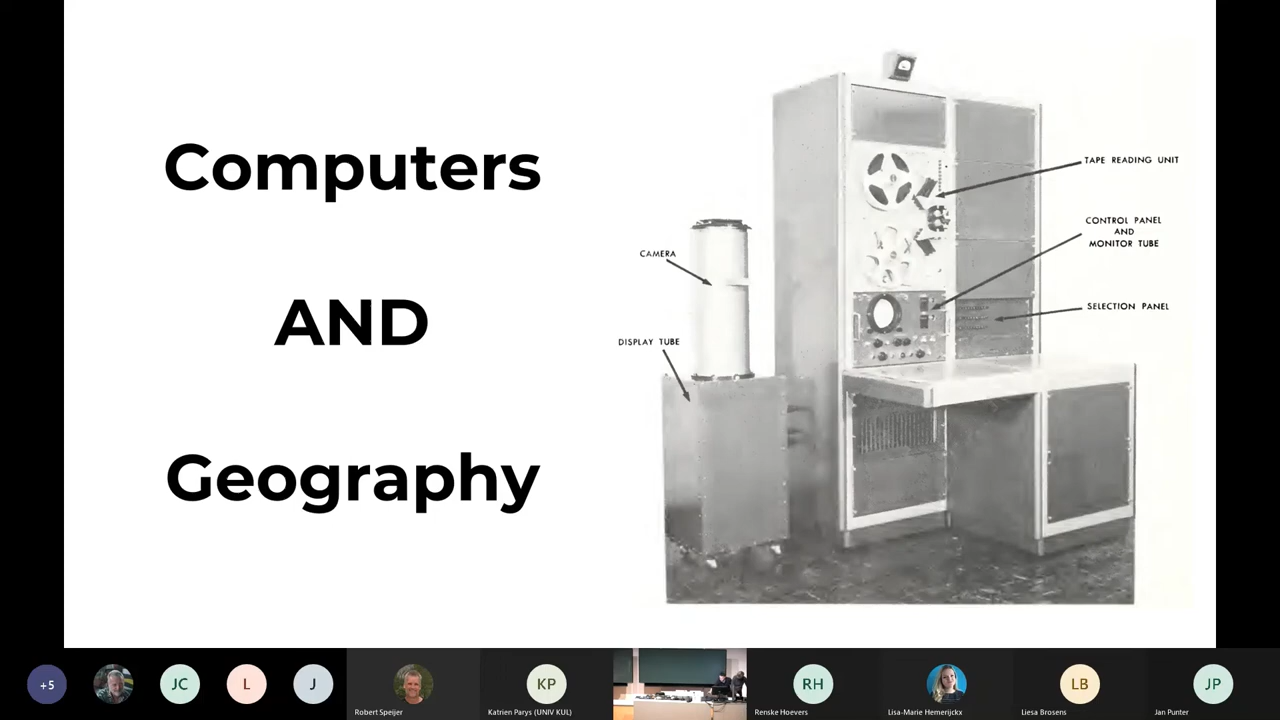 Computers
AND
Geography
TAPE READING UNIT
CONTROL PANEL
AND
MONITOR TUBE
CAMERA
SELECTION PANEL
DISPLAY TUBE
+5
JC
L
J
Robert Speijer
KP
Katrien Parys (UNIV KUL)
RH
Renske Hoevers
Lisa-Marie Hemerijckx
LB
Liesa Brosens
JP
Jan Punter